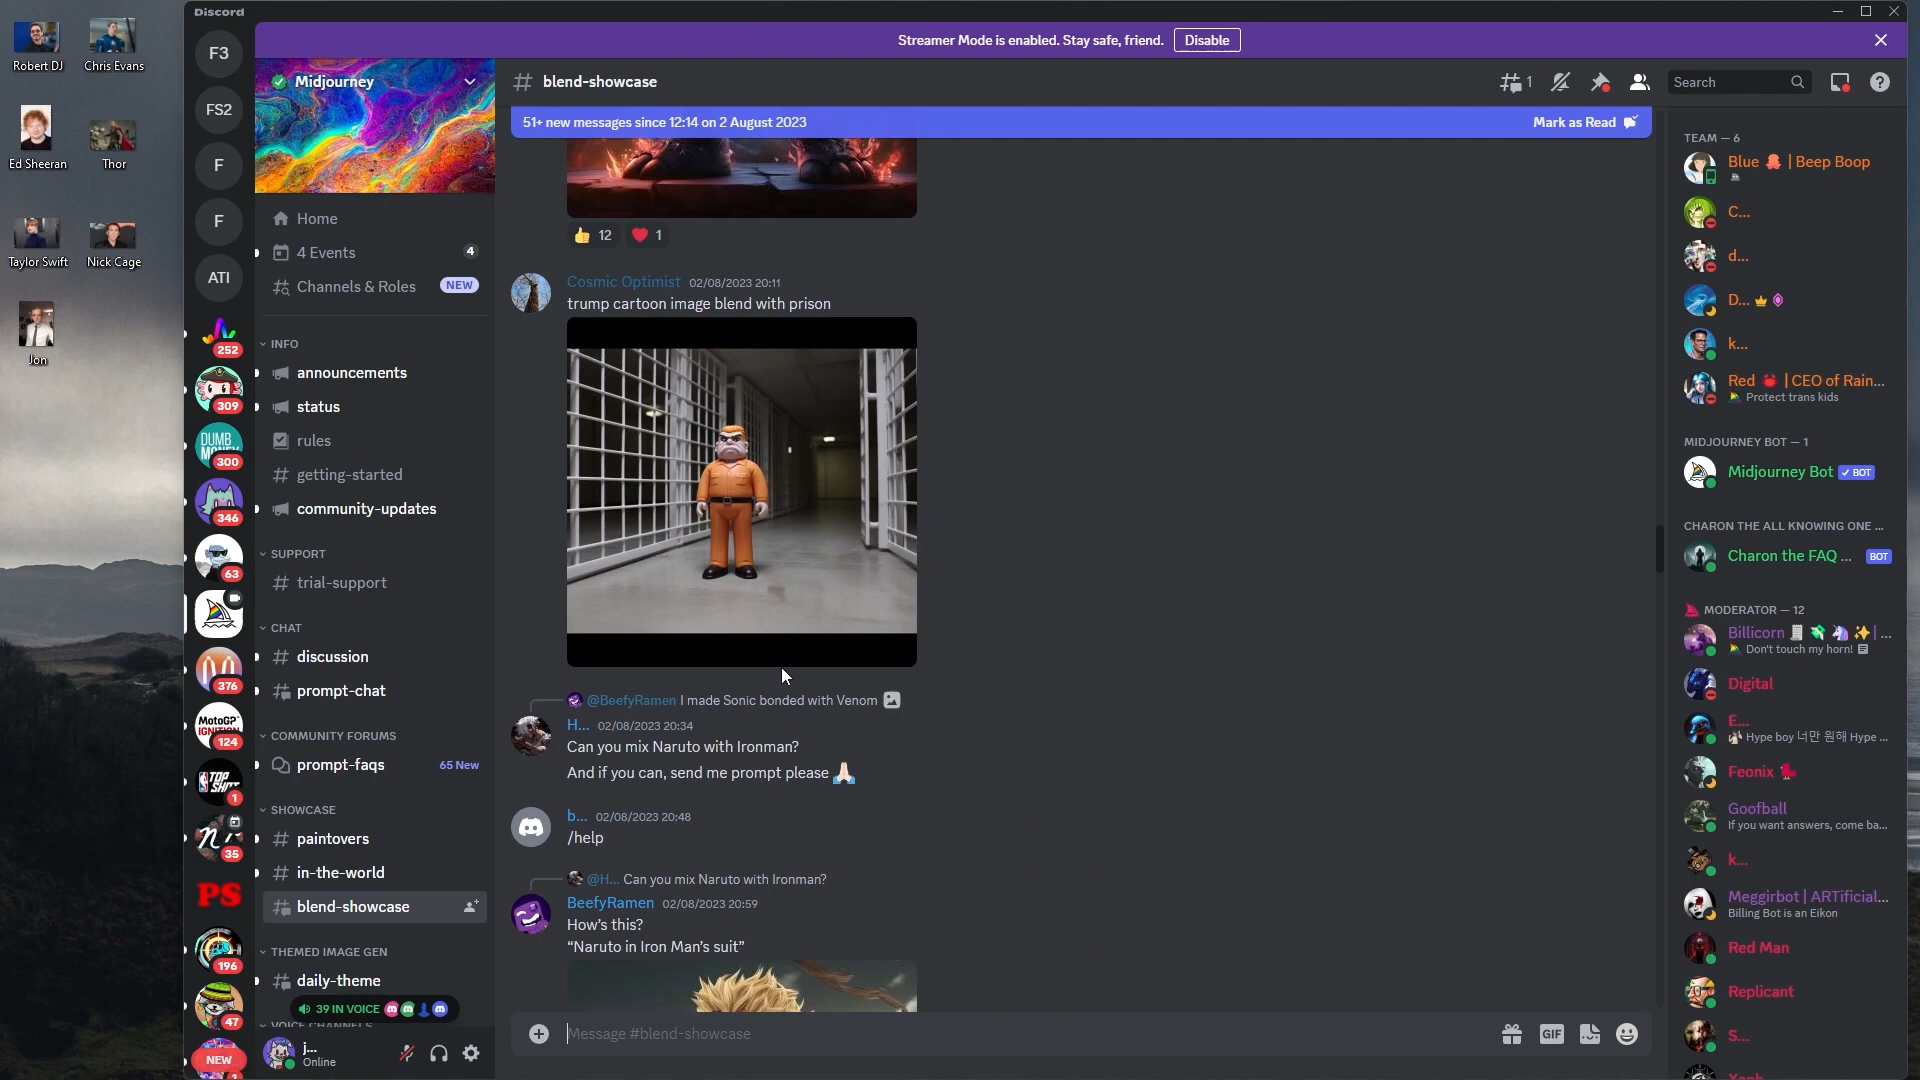 Robert DJ
Chris Evans
Ed Sheeran
Thor
Taylor Swift
Nick Cage
Jon
Discord
F3
FS2
F
F
ATI
252
309
DUMB MONEY
300
346
63
376
MotoGP IGNITION
124
NBA TOP SHOT
1
35
PS
196
47
NEW
Streamer Mode is enabled. Stay safe, friend.
Disable
Midjourney
Home
4 Events
4
Channels & Roles
NEW
INFO
announcements
status
rules
getting-started
community-updates
SUPPORT
trial-support
CHAT
discussion
prompt-chat
COMMUNITY FORUMS
prompt-faqs
65 New
SHOWCASE
paintovers
in-the-world
blend-showcase
THEMED IMAGE GEN
daily-theme
39 IN VOICE
VOICE CHANNELS
j...
Online
# blend-showcase
1
Search
51+ new messages since 12:14 on 2 August 2023
Mark as Read
12
1
Cosmic Optimist 02/08/2023 20:11
trump cartoon image blend with prison
@BeefyRamen I made Sonic bonded with Venom
H... 02/08/2023 20:34
Can you mix Naruto with Ironman?
And if you can, send me prompt please 🙏🏻
b... 02/08/2023 20:48
/help
@H... Can you mix Naruto with Ironman?
BeefyRamen 02/08/2023 20:59
How’s this?
“Naruto in Iron Man’s suit”
Message #blend-showcase
GIF
TEAM — 6
Blue 🐙 | Beep Boop
C...
d...
D...
k...
Red 🦀 | CEO of Rain...
Protect trans kids
MIDJOURNEY BOT — 1
Midjourney Bot ✓ BOT
CHARON THE ALL KNOWING ONE ...
Charon the FAQ ... BOT
MODERATOR — 12
Billicorn 🧻 💸 🦄 ✨ | ...
Don't touch my horn!
Digital
E...
Hype boy 너만 원해 Hype ...
Feonix
Goofball
If you want answers, come ba...
k...
Meggirbot | ARTificial...
Billing Bot is an Eikon
Red Man
Replicant
S...